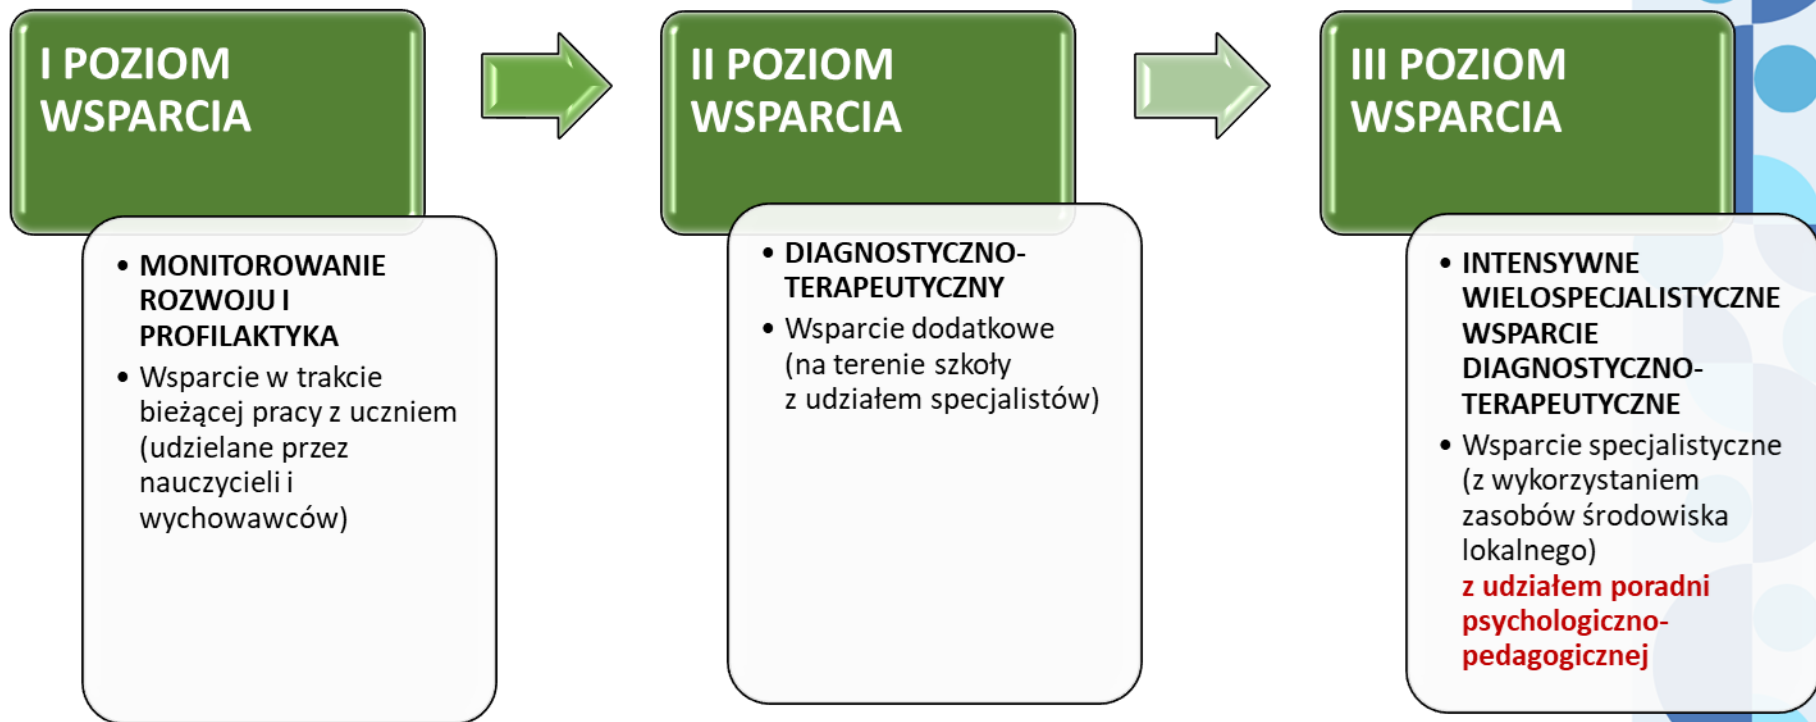 I POZIOM
WSPARCIA
• MONITOROWANIE
ROZWOJU I
PROFILAKTYKA
• Wsparcie w trakcie
bieżącej pracy z uczniem
(udzielane przez
nauczycieli i
wychowawców)
II POZIOM
WSPARCIA
• DIAGNOSTYCZNO-
TERAPEUTYCZNY
• Wsparcie dodatkowe
(na terenie szkoły
z udziałem specjalistów)
III POZIOM
WSPARCIA
• INTENSYWNE
WIELOSPECJALISTYCZNE
WSPARCIE
DIAGNOSTYCZNO-
TERAPEUTYCZNE
• Wsparcie specjalistyczne
(z wykorzystaniem
zasobów środowiska
lokalnego)
z udziałem poradni
psychologiczno-
pedagogicznej